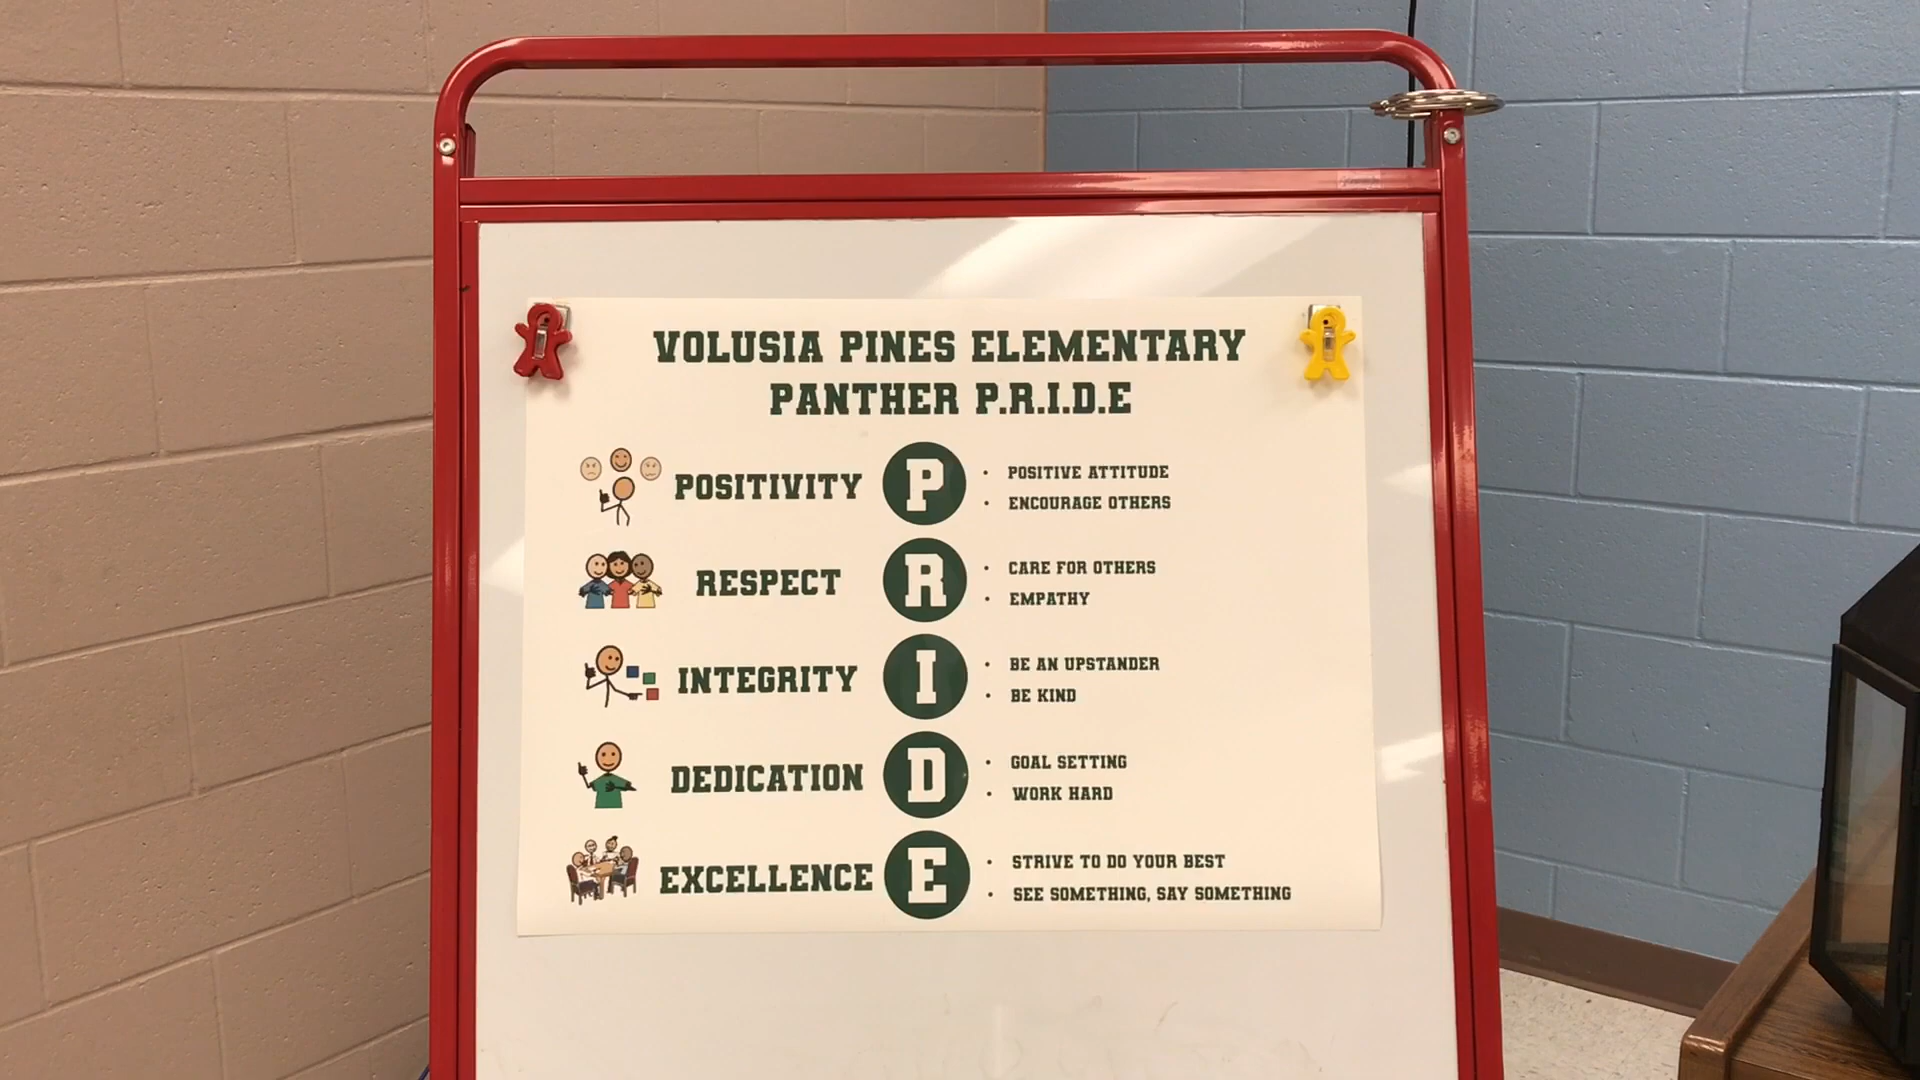 VOLUSIA PINES ELEMENTARY
PANTHER P.R.I.D.E
POSITIVITY P • POSITIVE ATTITUDE
• ENCOURAGE OTHERS
RESPECT R • CARE FOR OTHERS
• EMPATHY
INTEGRITY I • BE AN UPSTANDER
• BE KIND
DEDICATION D • GOAL SETTING
• WORK HARD
EXCELLENCE E • STRIVE TO DO YOUR BEST
• SEE SOMETHING, SAY SOMETHING